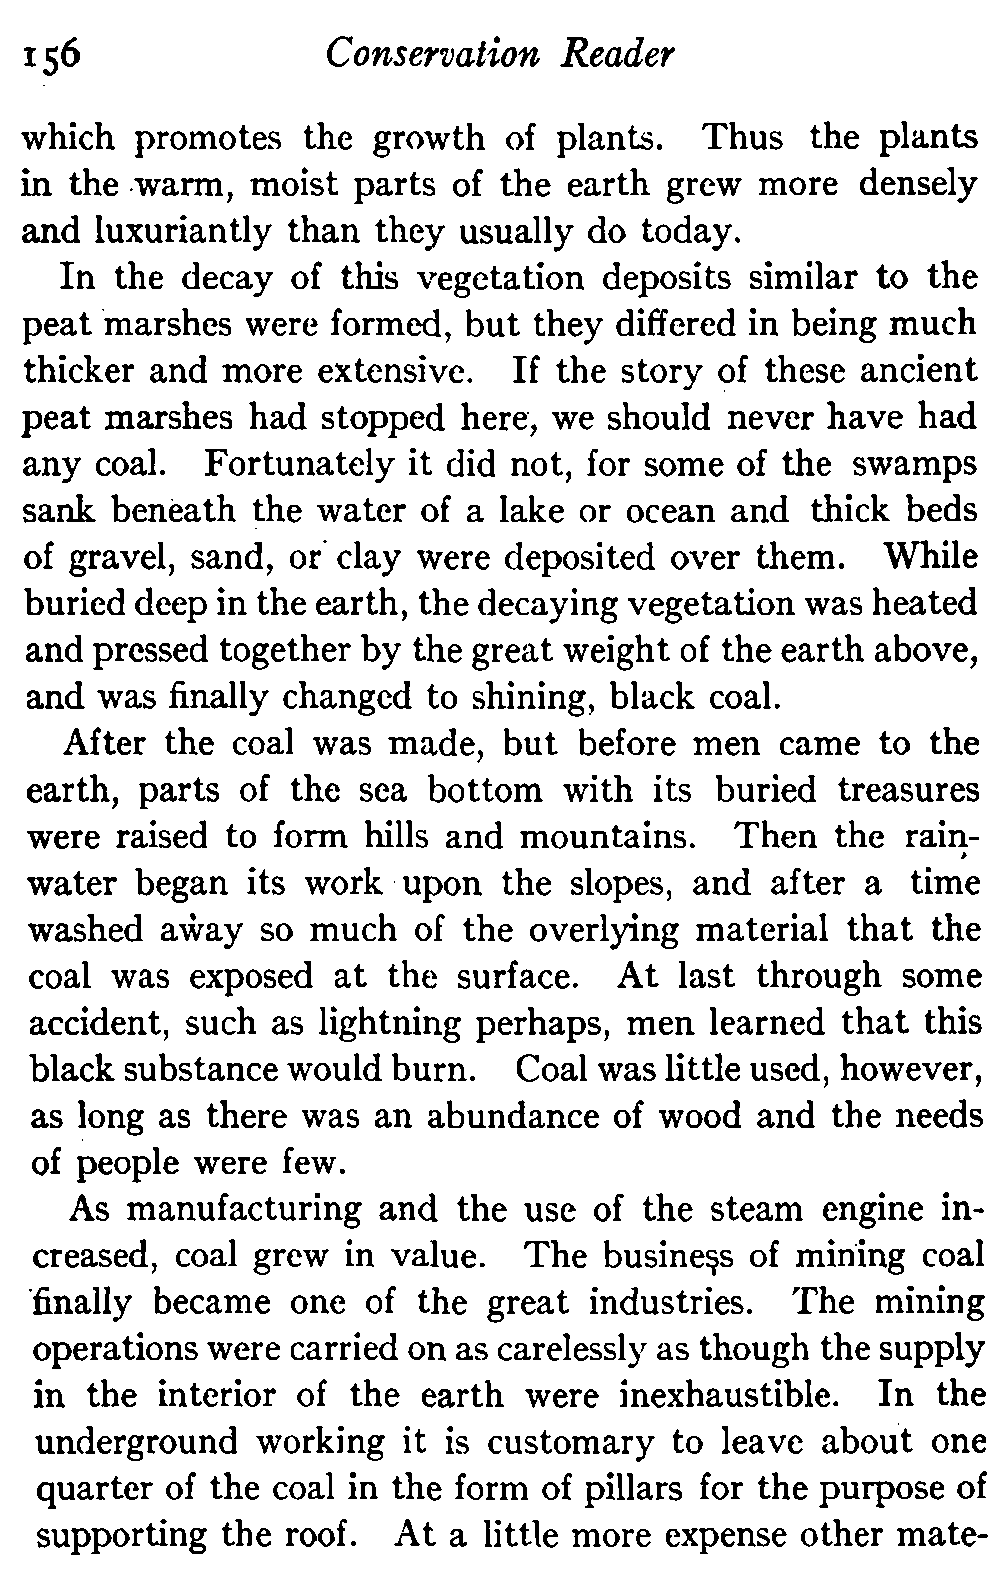 156 Conservation Reader
which promotes the growth of plants. Thus the plants
in the warm, moist parts of the earth grew more densely
and luxuriantly than they usually do today.
In the decay of this vegetation deposits similar to the
peat marshes were formed, but they differed in being much
thicker and more extensive. If the story of these ancient
peat marshes had stopped here, we should never have had
any coal. Fortunately it did not, for some of the swamps
sank beneath the water of a lake or ocean and thick beds
of gravel, sand, or clay were deposited over them. While
buried deep in the earth, the decaying vegetation was heated
and pressed together by the great weight of the earth above,
and was finally changed to shining, black coal.
After the coal was made, but before men came to the
earth, parts of the sea bottom with its buried treasures
were raised to form hills and mountains. Then the rain-
water began its work upon the slopes, and after a time
washed away so much of the overlying material that the
coal was exposed at the surface. At last through some
accident, such as lightning perhaps, men learned that this
black substance would burn. Coal was little used, however,
as long as there was an abundance of wood and the needs
of people were few.
As manufacturing and the use of the steam engine in-
creased, coal grew in value. The business of mining coal
finally became one of the great industries. The mining
operations were carried on as carelessly as though the supply
in the interior of the earth were inexhaustible. In the
underground working it is customary to leave about one
quarter of the coal in the form of pillars for the purpose of
supporting the roof. At a little more expense other mate-